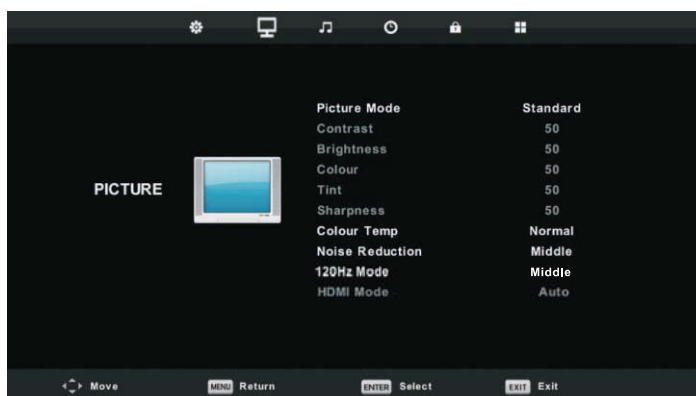 PICTURE
Picture Mode Standard
Contrast 50
Brightness 50
Colour 50
Tint 50
Sharpness 50
Colour Temp Normal
Noise Reduction Middle
120Hz Mode Middle
HDMI Mode Auto
Move MENU Return ENTER Select EXIT Exit